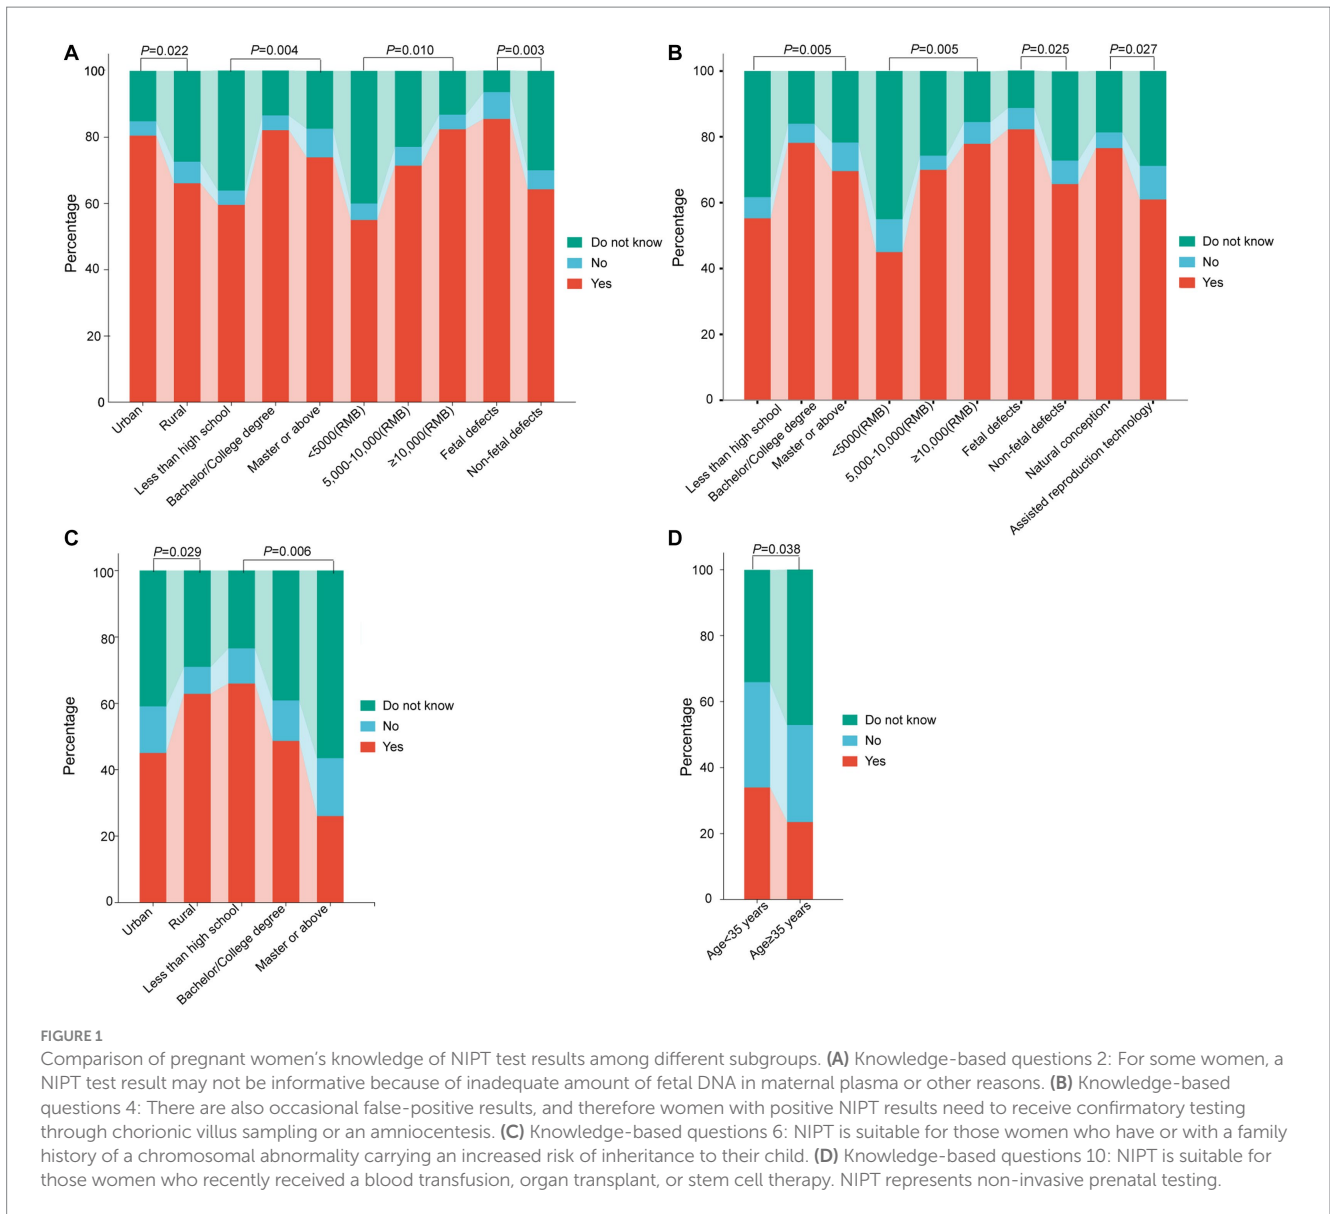 A
P=0.022
P=0.004
P=0.010
P=0.003
100
80
60
40
20
0
Percentage
Urban
Rural
Less than high school
Bachelor/College degree
Master or above
<5000(RMB)
5,000-10,000(RMB)
≥10,000(RMB)
Fetal defects
Non-fetal defects
Do not know
No
Yes
B
P=0.005
P=0.005
P=0.025
P=0.027
100
80
60
40
20
0
Percentage
Less than high school
Bachelor/College degree
Master or above
<5000(RMB)
5,000-10,000(RMB)
≥10,000(RMB)
Fetal defects
Non-fetal defects
Natural conception
Assisted reproduction technology
Do not know
No
Yes
C
P=0.029
P=0.006
100
80
60
40
20
0
Percentage
Urban
Rural
Less than high school
Bachelor/College degree
Master or above
Do not know
No
Yes
D
P=0.038
100
80
60
40
20
0
Percentage
Age<35 years
Age≥35 years
Do not know
No
Yes
FIGURE 1
Comparison of pregnant women's knowledge of NIPT test results among different subgroups. (A) Knowledge-based questions 2: For some women, a
NIPT test result may not be informative because of inadequate amount of fetal DNA in maternal plasma or other reasons. (B) Knowledge-based
questions 4: There are also occasional false-positive results, and therefore women with positive NIPT results need to receive confirmatory testing
through chorionic villus sampling or an amniocentesis. (C) Knowledge-based questions 6: NIPT is suitable for those women who have or with a family
history of a chromosomal abnormality carrying an increased risk of inheritance to their child. (D) Knowledge-based questions 10: NIPT is suitable for
those women who recently received a blood transfusion, organ transplant, or stem cell therapy. NIPT represents non-invasive prenatal testing.